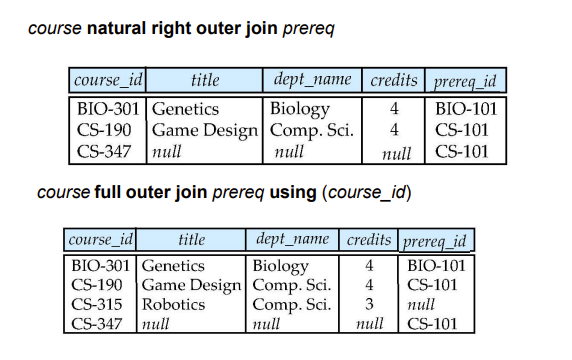 course natural right outer join prereq
course_id title dept_name credits prereq_id
BIO-301 Genetics Biology 4 BIO-101
CS-190 Game Design Comp. Sci. 4 CS-101
CS-347 null null null CS-101
course full outer join prereq using (course_id)
course_id title dept_name credits prereq_id
BIO-301 Genetics Biology 4 BIO-101
CS-190 Game Design Comp. Sci. 4 CS-101
CS-315 Robotics Comp. Sci. 3 null
CS-347 null null null CS-101